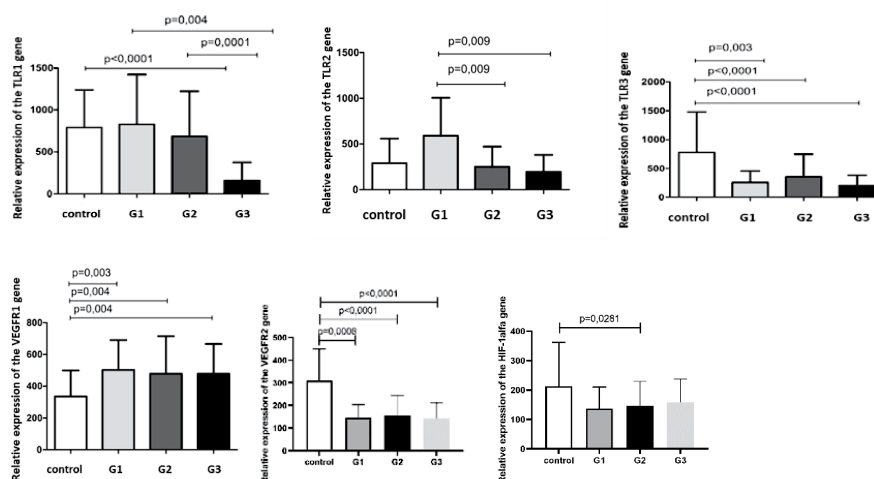 p=0,004
p=0,0001
p<0,0001
Relative expression of the TLR1 gene
1500
1000
500
0
control G1 G2 G3
p=0,009
p=0,009
Relative expression of the TLR2 gene
1500
1000
500
0
control G1 G2 G3
p=0,003
p<0,0001
p<0,0001
Relative expression of the TLR3 gene
2000
1500
1000
500
0
control G1 G2 G3
p=0,003
p=0,004
p=0,004
Relative expression of the VEGFR1 gene
800
600
400
200
0
control G1 G2 G3
p<0,0001
p<0,0001
p=0,0006
Relative expression of the VEGFR2 gene
500
400
300
200
100
0
control G1 G2 G3
p=0,0281
Relative expression of the HIF-1alfa gene
400
300
200
100
0
control G1 G2 G3